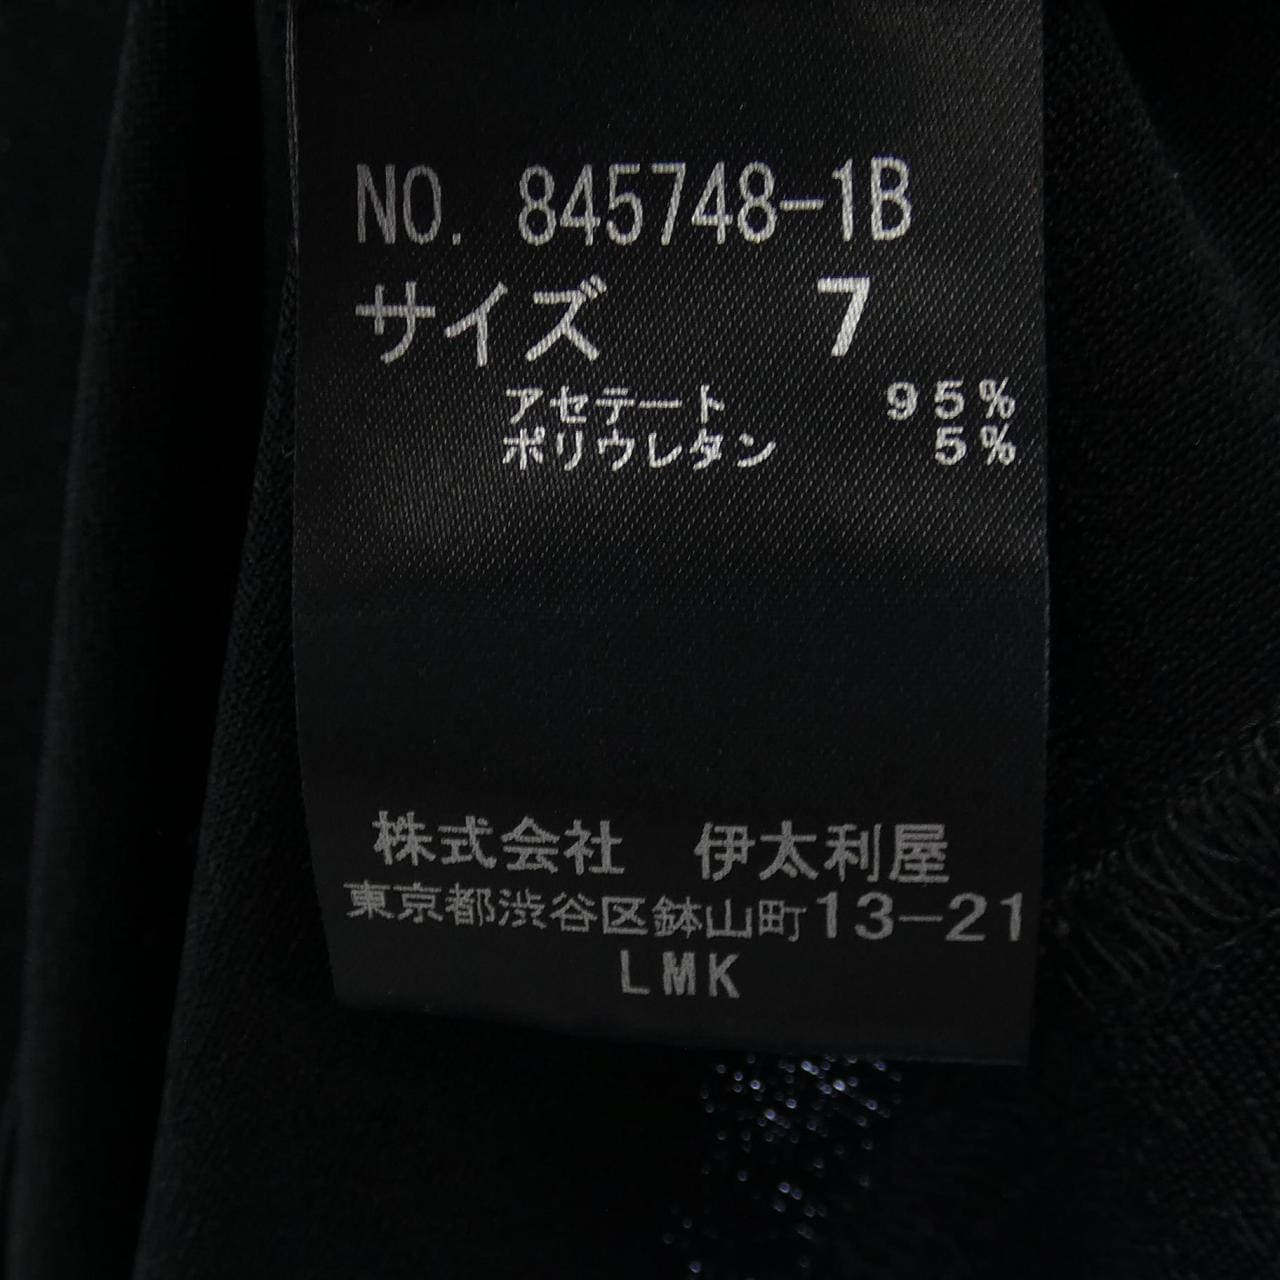 NO. 845748-1B
サイズ 7
アセテート 95%
ポリウレタン 5%
株式会社 伊太利屋
東京都渋谷区鉢山町13-21
LMK